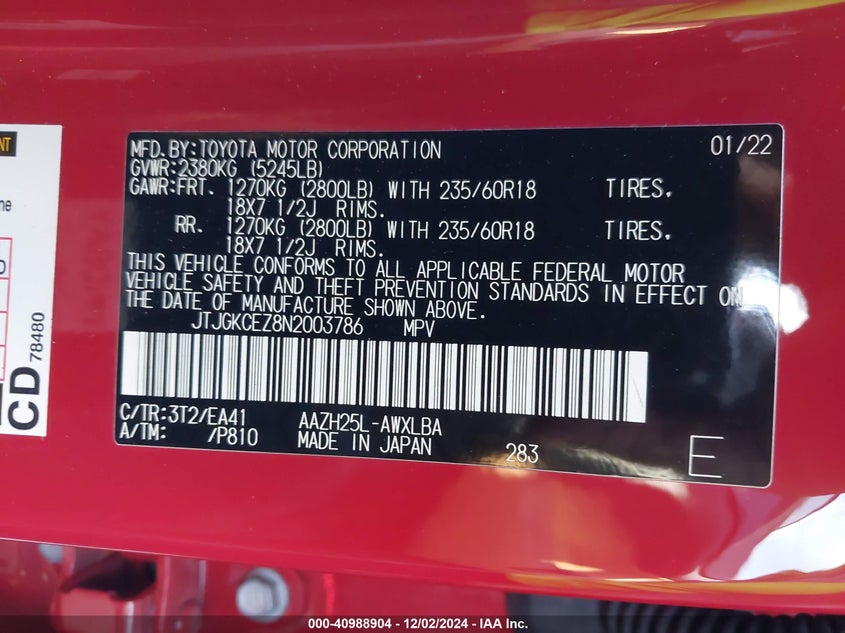 MFD.BY:TOYOTA MOTOR CORPORATION 01/22
GVWR:2380KG (5245LB)
GAWR:FRT. 1270KG (2800LB) WITH 235/60R18 TIRES.
18X7 1/2J RIMS.
RR. 1270KG (2800LB) WITH 235/60R18 TIRES.
18X7 1/2J RIMS.
THIS VEHICLE CONFORMS TO ALL APPLICABLE FEDERAL MOTOR
VEHICLE SAFETY AND THEFT PREVENTION STANDARDS IN EFFECT ON
THE DATE OF MANUFACTURE SHOWN ABOVE.
JTJGKCEZ8N2003786 MPV
C/TR:3T2/EA41 AAZH25L-AWXLBA
A/TM: /P810 MADE IN JAPAN 283 E
CD 78480
000-40988904 - 12/02/2024 - IAA Inc.